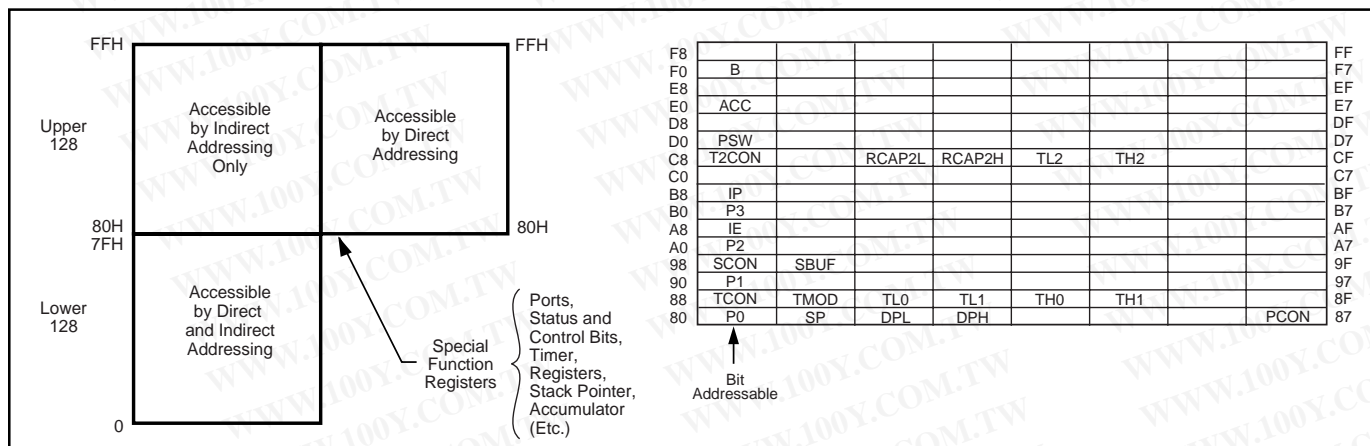 FFH
FFH
Upper
128
Accessible
by Indirect
Addressing
Only
Accessible
by Direct
Addressing
80H
7FH
80H
Lower
128
Accessible
by Direct
and Indirect
Addressing
0
Special
Function
Registers
Ports,
Status and
Control Bits,
Timer,
Registers,
Stack Pointer,
Accumulator
(Etc.)
F8 FF
F0 B F7
E8 EF
E0 ACC E7
D8 DF
D0 PSW D7
C8 T2CON RCAP2L RCAP2H TL2 TH2 CF
C0 C7
B8 IP BF
B0 P3 B7
A8 IE AF
A0 P2 A7
98 SCON SBUF 9F
90 P1 97
88 TCON TMOD TL0 TL1 TH0 TH1 8F
80 P0 SP DPL DPH PCON 87
Bit
Addressable
WWW.100Y.COM.TW